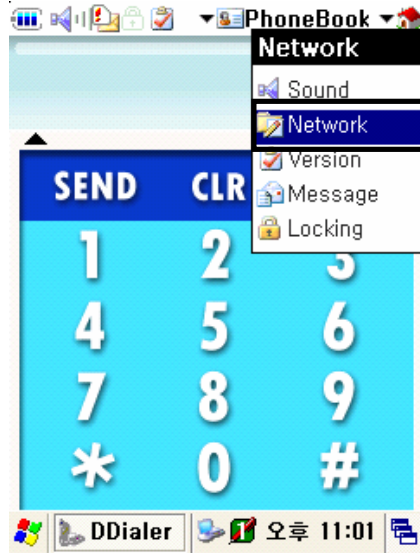 PhoneBook
Network
Sound
Network
Version
Message
Locking
SEND CLR
1 2 3
4 5 6
7 8 9
* 0 #
DDialer 오후 11:01